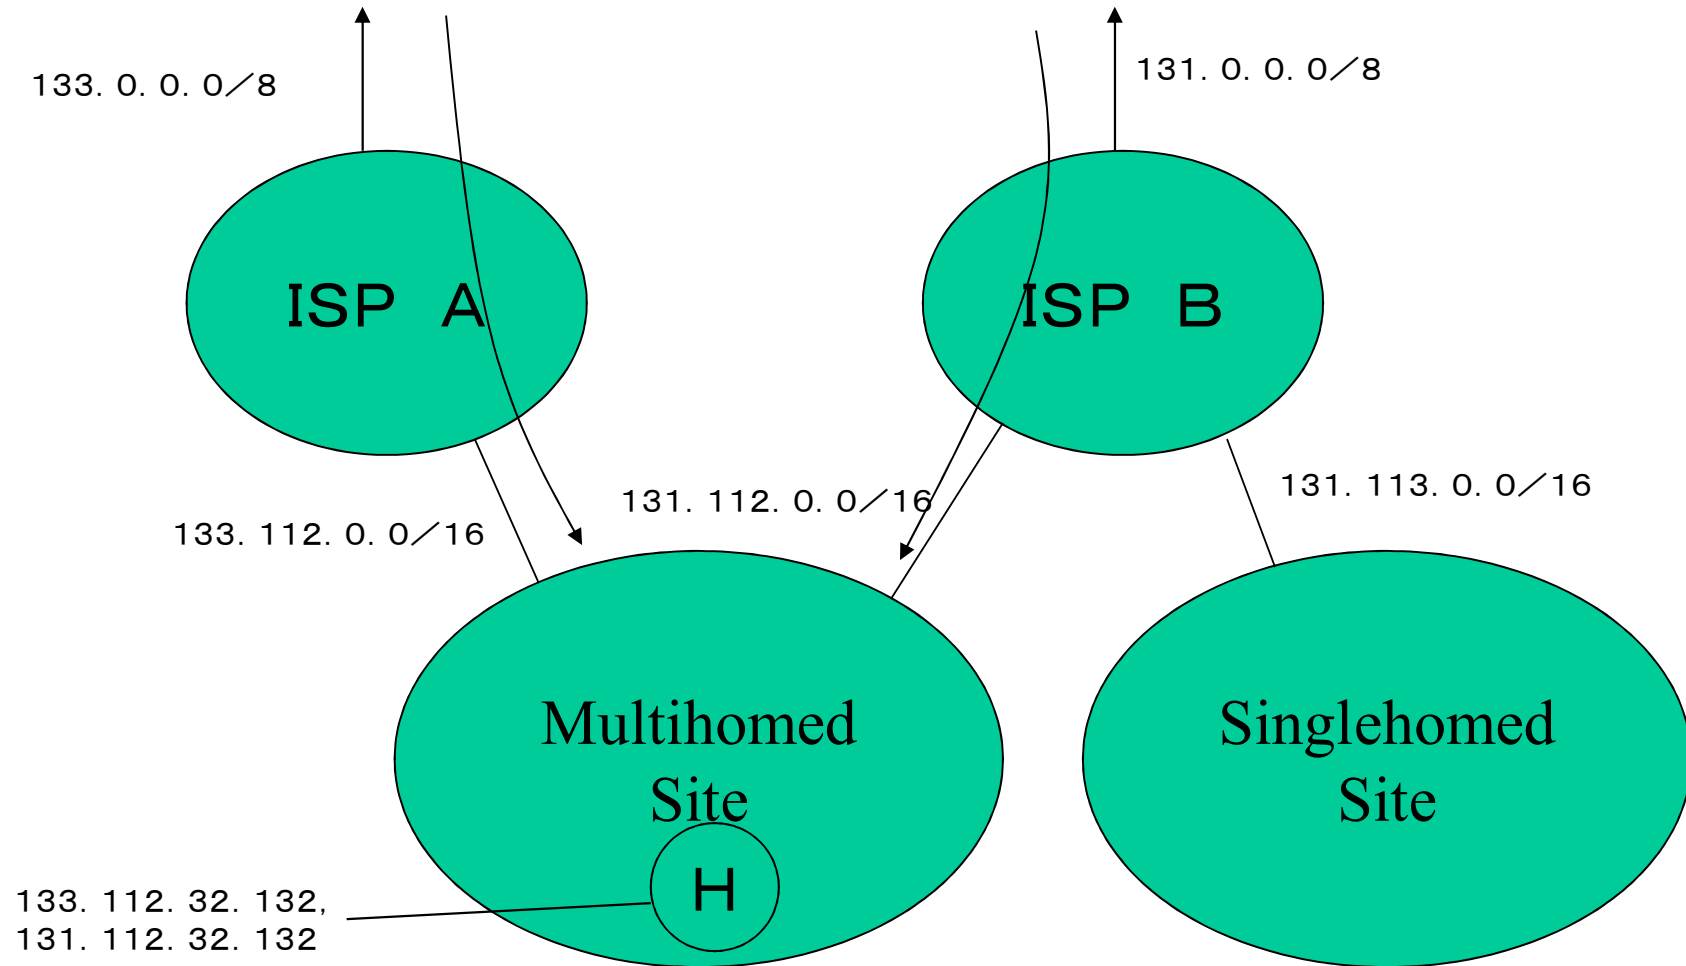 133. 0. 0. 0／8
131. 0. 0. 0／8
ISP A
ISP B
133. 112. 0. 0／16
131. 112. 0. 0／16
131. 113. 0. 0／16
Multihomed
Site
Singlehomed
Site
H
133. 112. 32. 132,
131. 112. 32. 132